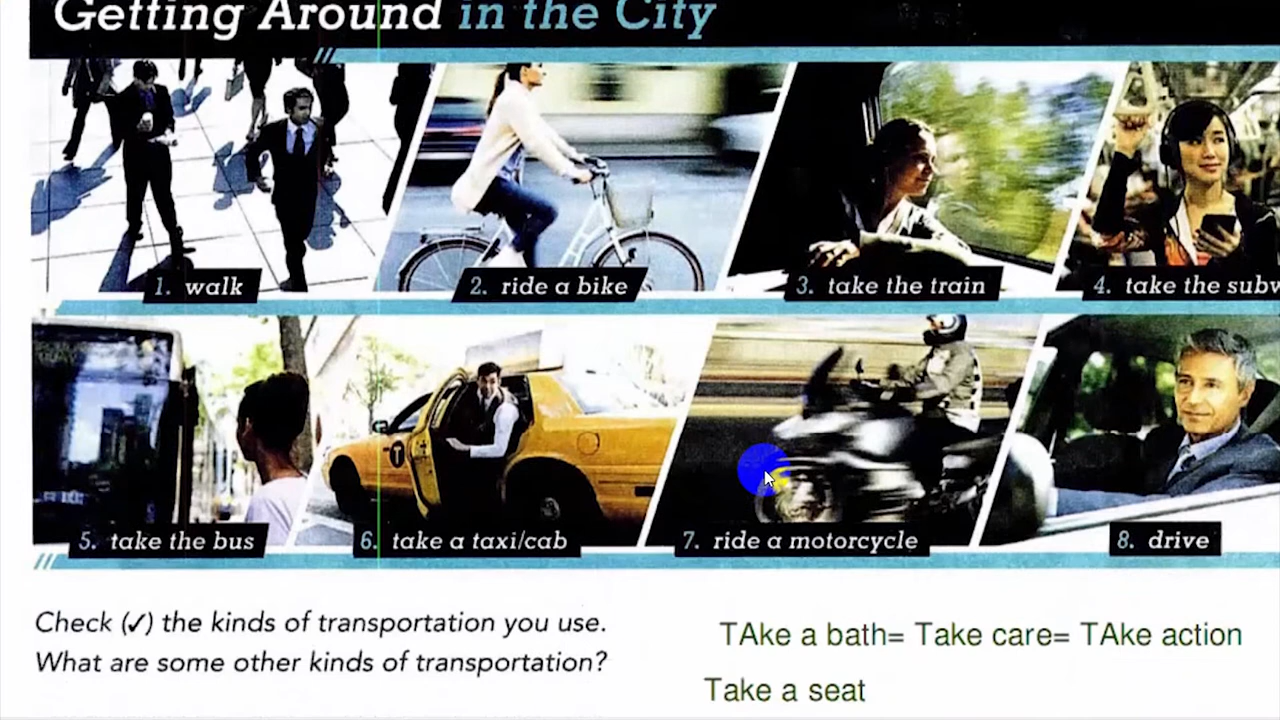 Getting Around in the City
1. walk
2. ride a bike
3. take the train
4. take the subw
5. take the bus
T
6. take a taxi/cab
7. ride a motorcycle
8. drive
Check (✓) the kinds of transportation you use.
What are some other kinds of transportation?
TAke a bath= Take care= TAke action
Take a seat